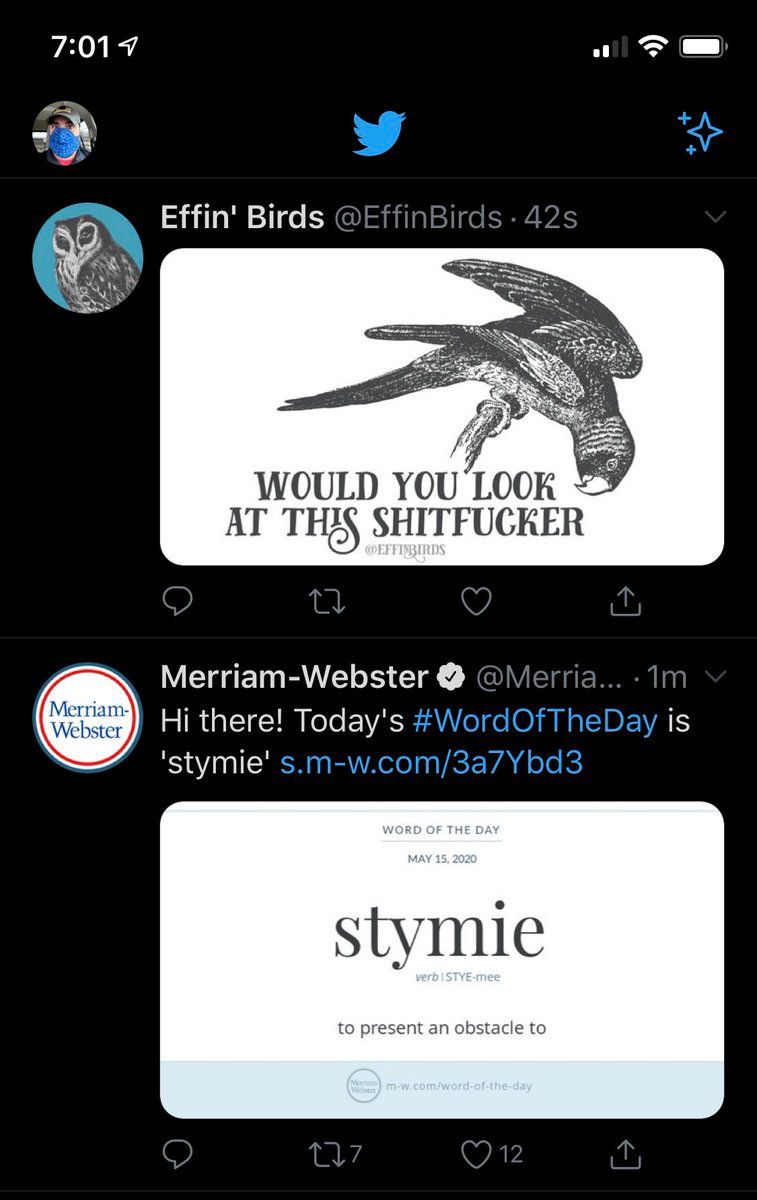 7:01
Effin' Birds @EffinBirds · 42s
WOULD YOU LOOK
AT THIS SHITFUCKER
@EFFINBIRDS
Merriam-Webster @Merria... · 1m
Merriam-
Webster
Hi there! Today's #WordOfTheDay is
'stymie' s.m-w.com/3a7Ybd3
WORD OF THE DAY
MAY 15, 2020
stymie
verb | STYE-mee
to present an obstacle to
Merriam-
Webster
m-w.com/word-of-the-day
7
12